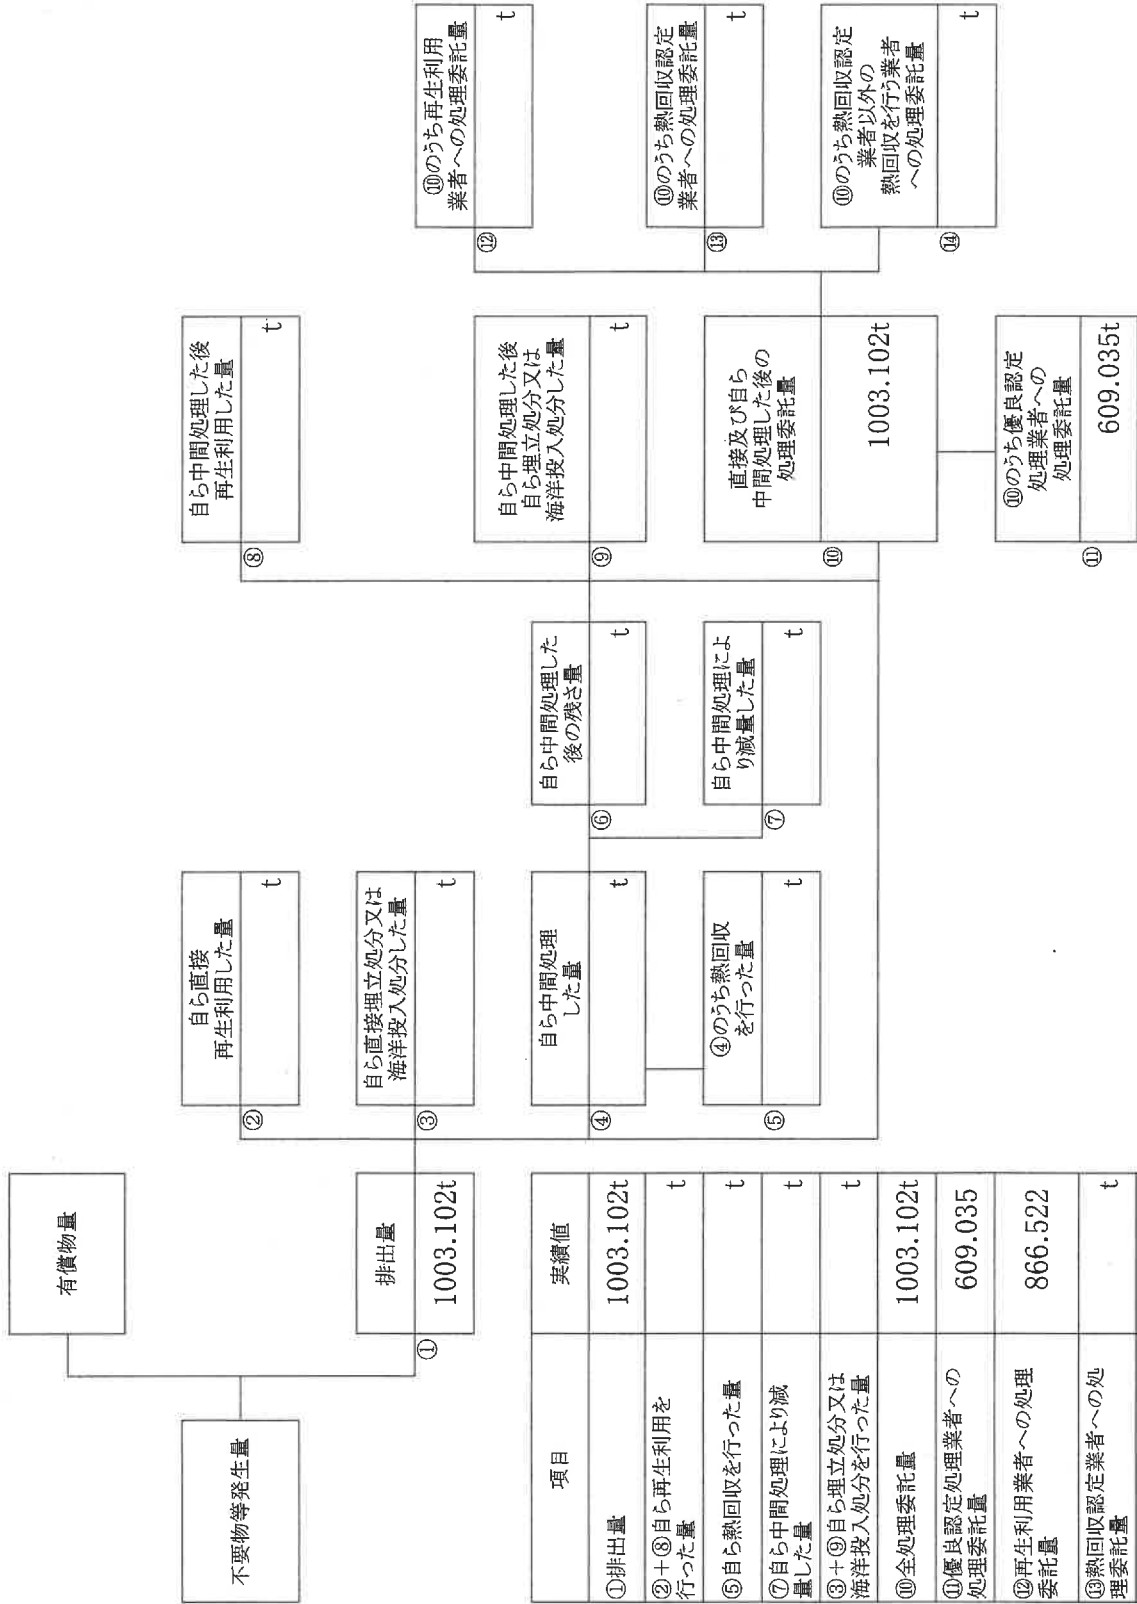 有償物量
不要物等発生量
排出量
①
1003.102t
自ら直接
再生利用した量
②
t
自ら直接埋立処分又は
海洋投入処分した量
③
t
自ら中間処理
した量
④
t
④のうち熱回収
を行った量
⑤
t
自ら中間処理した
後の残さ量
⑥
t
自ら中間処理によ
り減量した量
⑦
t
自ら中間処理した後
再生利用した量
⑧
t
自ら中間処理した後
自ら埋立処分又は
海洋投入処分した量
⑨
t
直接及び自ら
中間処理した後の
処理委託量
⑩
1003.102t
⑩のうち優良認定
処理業者への
処理委託量
⑪
609.035t
⑩のうち再生利用
業者への処理委託量
⑫
t
⑩のうち熱回収認定
業者への処理委託量
⑬
t
⑩のうち熱回収認定
業者以外の
熱回収を行う業者
への処理委託量
⑭
t
項目
実績値
①排出量
1003.102t
②+⑧自ら再生利用を
行った量
t
⑤自ら熱回収を行った量
t
⑦自ら中間処理により減
量した量
t
③+⑨自ら埋立処分又は
海洋投入処分を行った量
t
⑩全処理委託量
1003.102t
⑪優良認定処理業者への
処理委託量
609.035
⑫再生利用業者への処理
委託量
866.522
⑬熱回収認定業者への処
理委託量
t